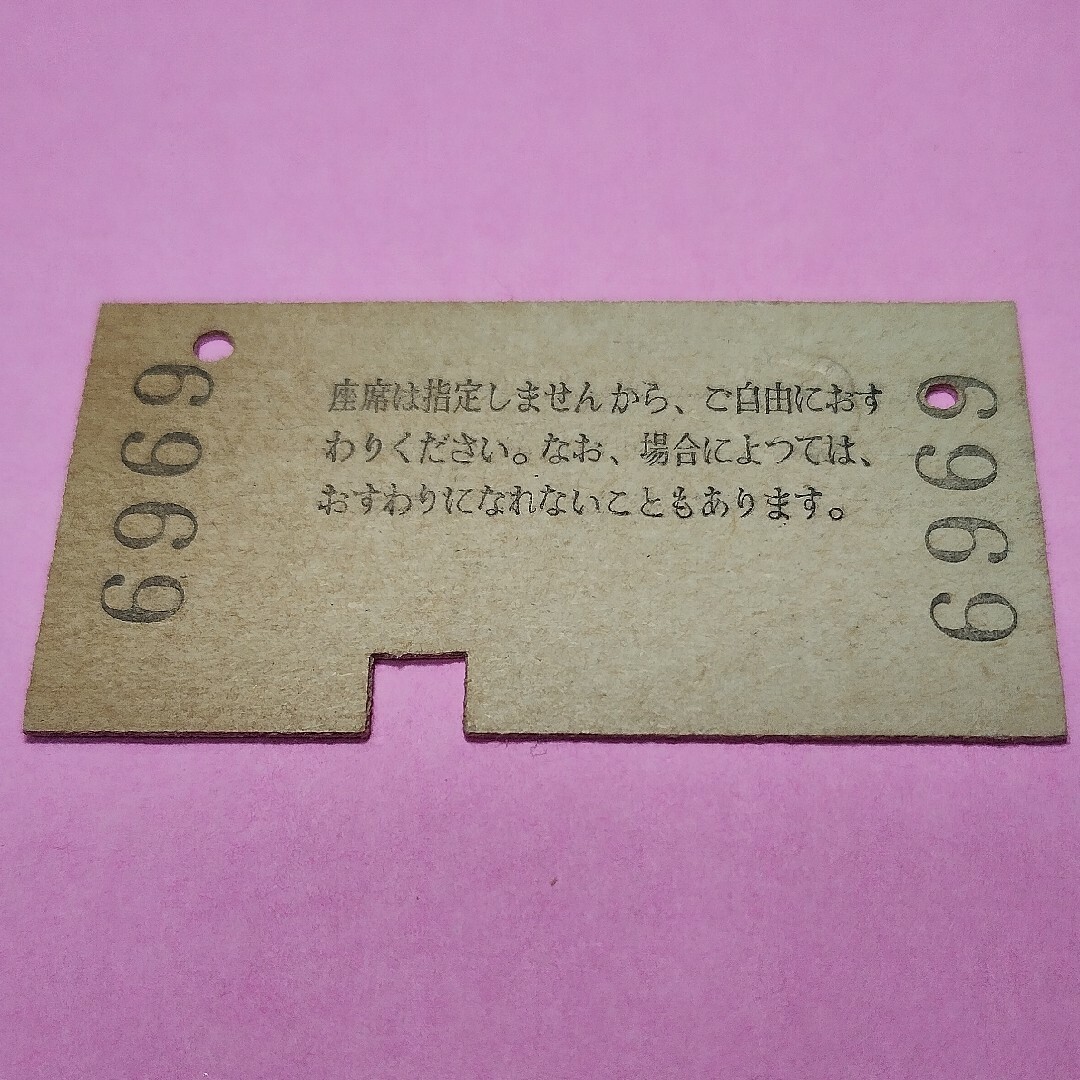 座席は指定しませんから、ご自由におす
わりください。なお、場合によつては、
おすわりになれないこともあります。
6969
6969